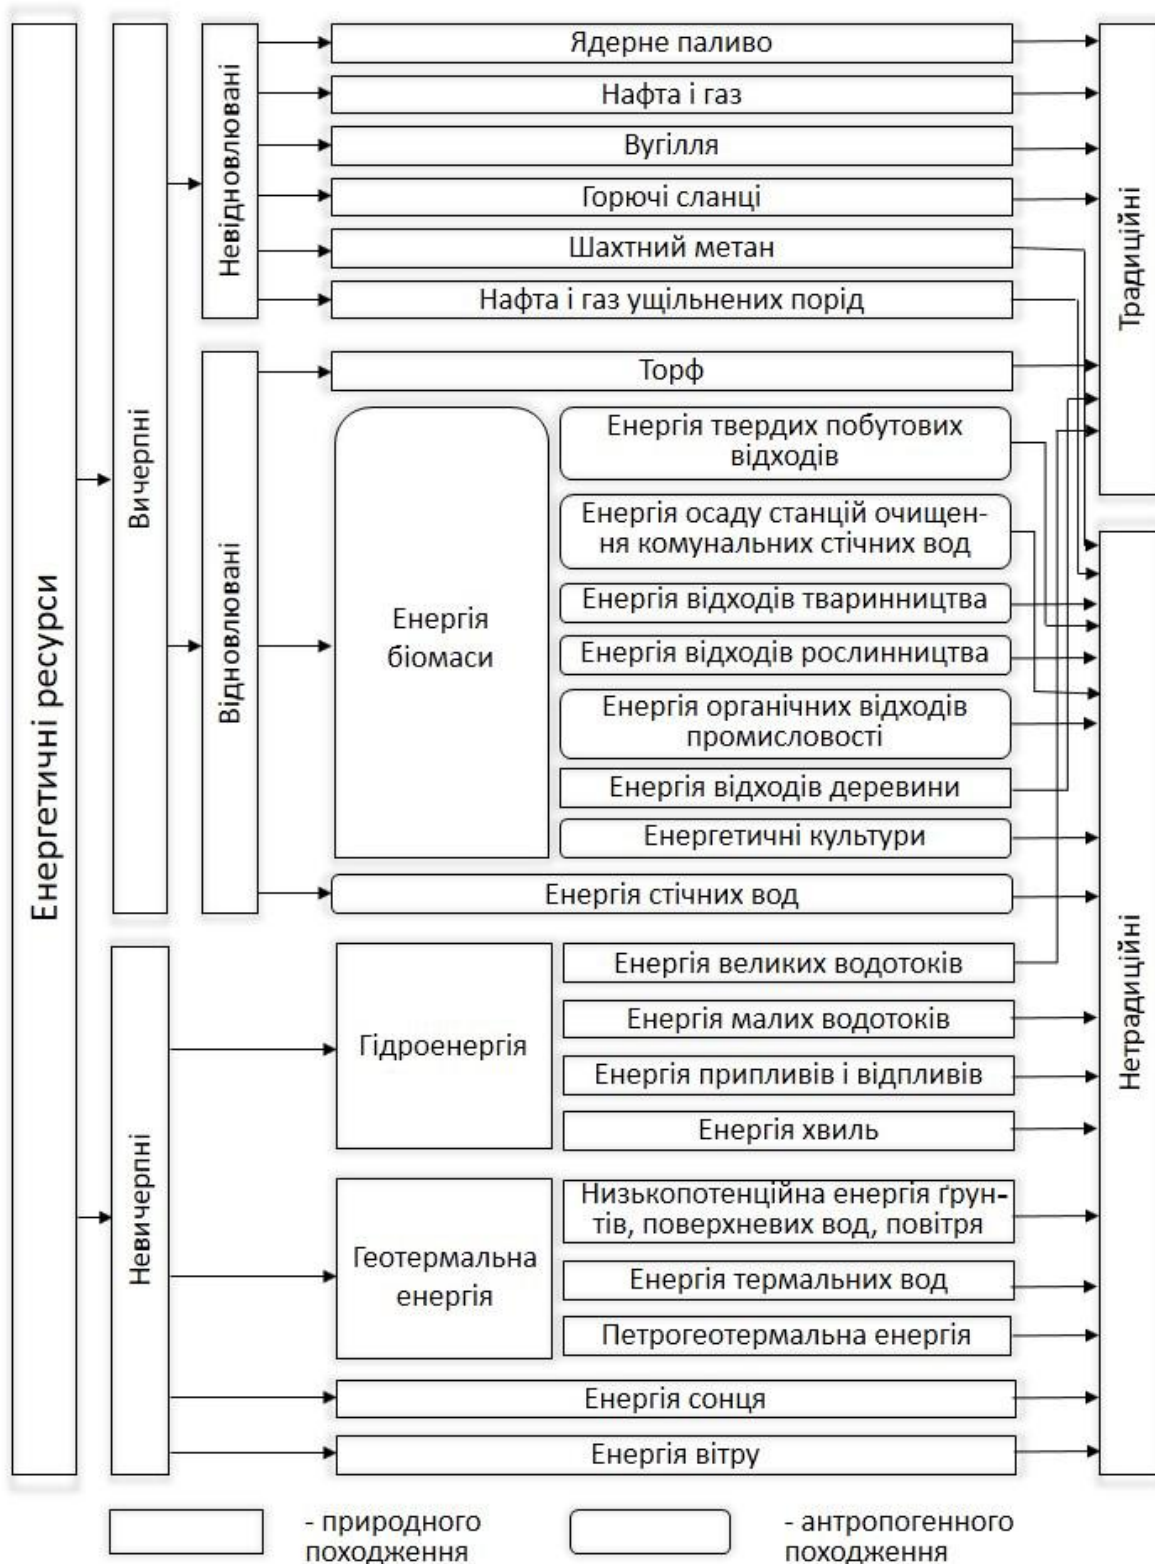 Енергетичні ресурси
Вичерпні
Невичерпні
Невідновлювані
Відновлювані
Ядерне паливо
Нафта і газ
Вугілля
Горючі сланці
Шахтний метан
Нафта і газ ущільнених порід
Торф
Енергія
біомаси
Енергія твердих побутових
відходів
Енергія осаду станцій очищен-
ня комунальних стічних вод
Енергія відходів тваринництва
Енергія відходів рослинництва
Енергія органічних відходів
промисловості
Енергія відходів деревини
Енергетичні культури
Енергія стічних вод
Гідроенергія
Енергія великих водотоків
Енергія малих водотоків
Енергія припливів і відпливів
Енергія хвиль
Геотермальна
енергія
Низькопотенційна енергія ґрун-
тів, поверхневих вод, повітря
Енергія термальних вод
Петрогеотермальна енергія
Енергія сонця
Енергія вітру
Традиційні
Нетрадиційні
- природного
походження
- антропогенного
походження